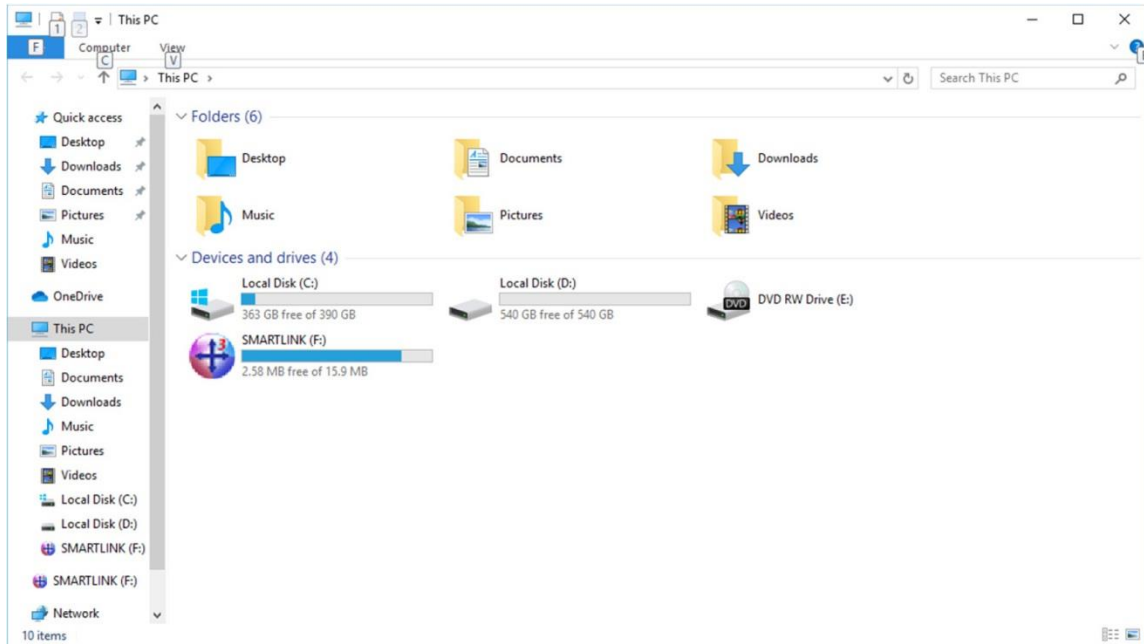 This PC
1
2
F
Computer
View
C
V
This PC
Search This PC
Quick access
Desktop
Downloads
Documents
Pictures
Music
Videos
OneDrive
This PC
Desktop
Documents
Downloads
Music
Pictures
Videos
Local Disk (C:)
Local Disk (D:)
SMARTLINK (F:)
SMARTLINK (F:)
Network
Folders (6)
Desktop
Documents
Downloads
Music
Pictures
Videos
Devices and drives (4)
Local Disk (C:)
363 GB free of 390 GB
Local Disk (D:)
540 GB free of 540 GB
DVD
DVD RW Drive (E:)
3
SMARTLINK (F:)
2.58 MB free of 15.9 MB
10 items